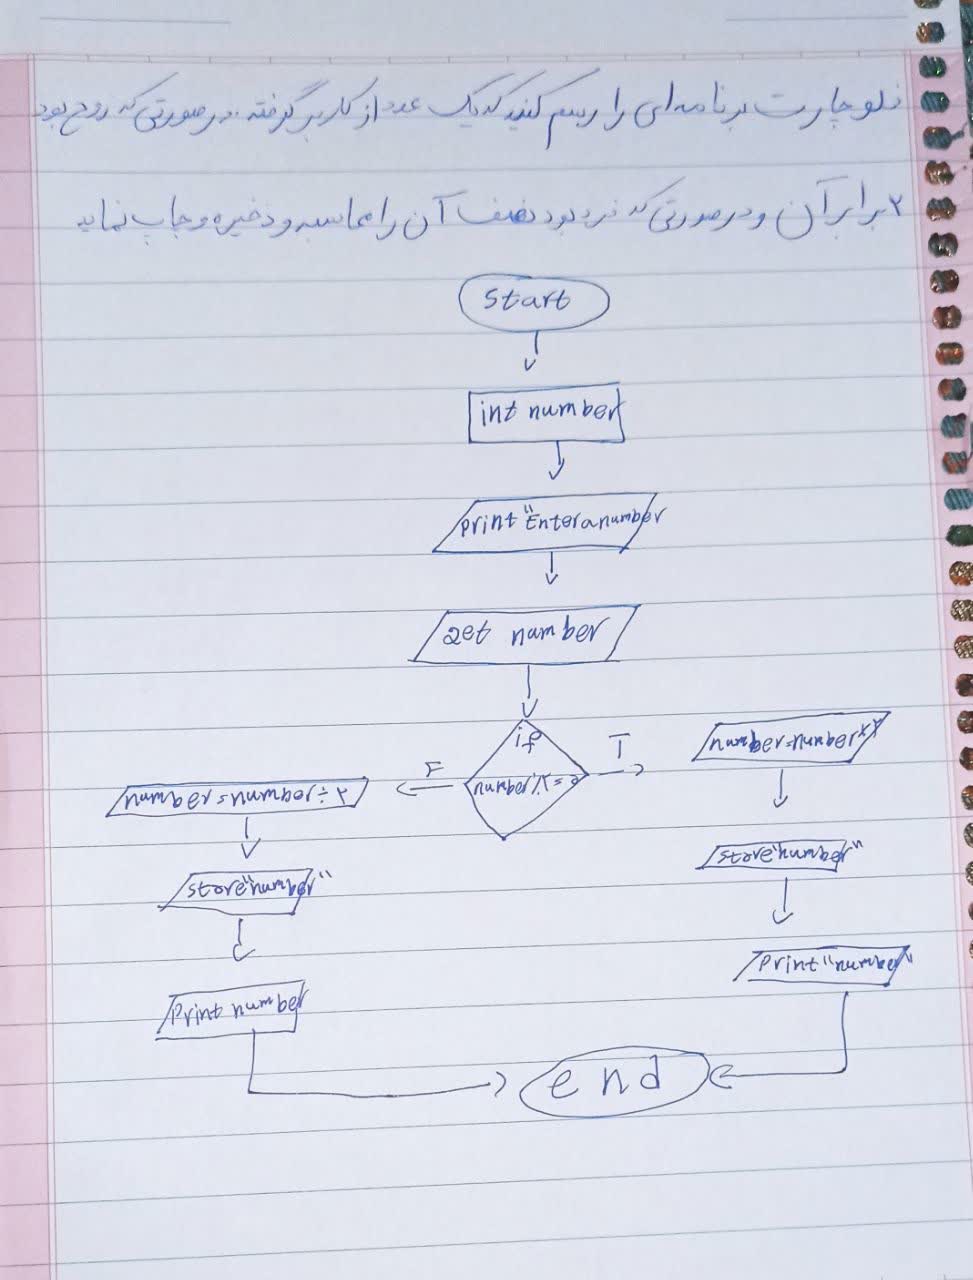 فلوچارت برنامه‌ای را رسم کنید که یک عدد از کاربر گرفته در صورتی که زوج بود
۲ برابر آن و در صورتی که فرد بود نصف آن را محاسبه و ذخیره و چاپ نماید
start
int number
print "Enter a number
get number
if
number % ۲ = 0
T
number = number × ۲
F
number = number ÷ ۲
store "number"
store "number"
Print "number"
Print number
end